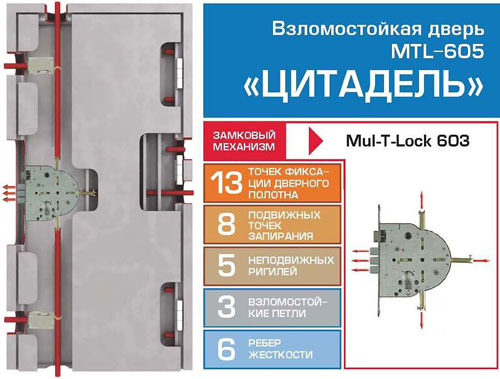 Взломостойкая дверь
MTL-605
«ЦИТАДЕЛЬ»
ЗАМКОВЫЙ
МЕХАНИЗМ
Mul-T-Lock 603
13 ТОЧЕК ФИКСА-
ЦИИ ДВЕРНОГО
ПОЛОТНА
8 ПОДВИЖНЫХ
ТОЧЕК
ЗАПИРАНИЯ
5 НЕПОДВИЖНЫХ
РИГИЛЕЙ
3 ВЗЛОМОСТОЙ-
КИЕ ПЕТЛИ
6 РЕБЕР
ЖЕСТКОСТИ